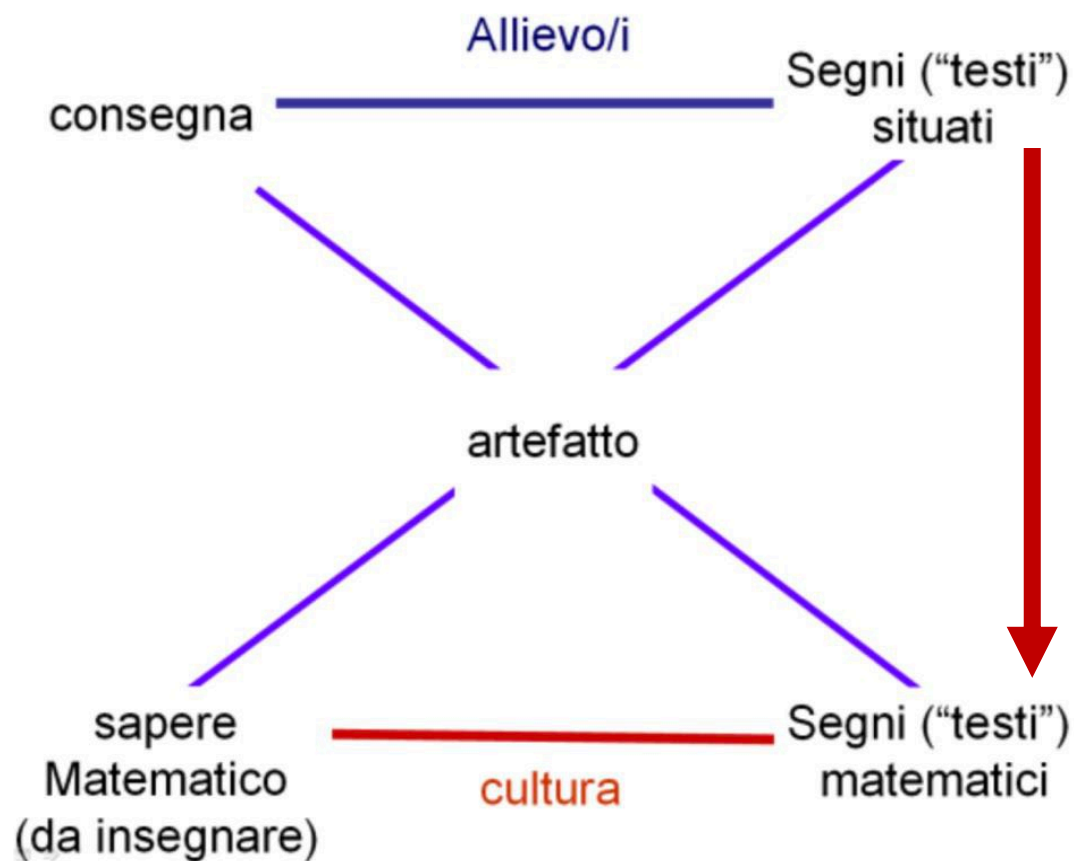 Allievo/i
consegna
Segni (“testi”)
situati
artefatto
sapere
Matematico
(da insegnare)
cultura
Segni (“testi”)
matematici